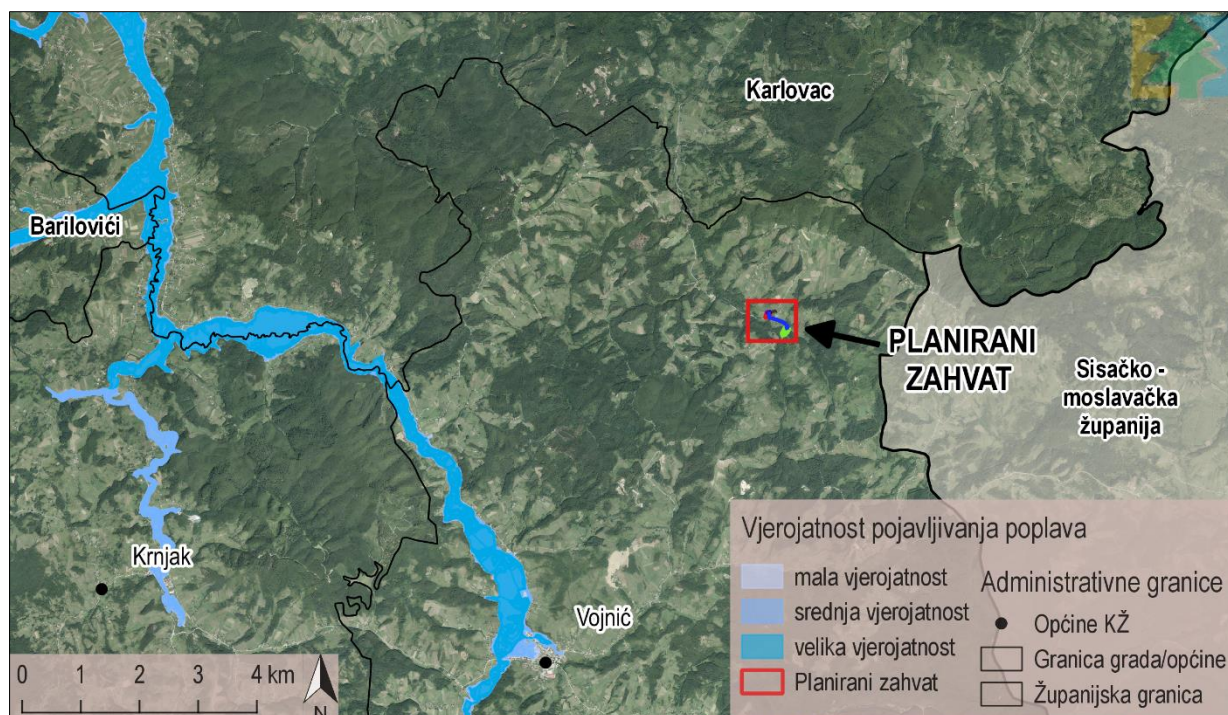 Karlovac
Barilovići
PLANIRANI
ZAHVAT
Sisačko -
moslavačka
županija
Krnjak
Vojnić
0 1 2 3 4 km
N
Vjerojatnost pojavljivanja poplava
mala vjerojatnost
srednja vjerojatnost
velika vjerojatnost
Planirani zahvat
Administrativne granice
Općine KŽ
Granica grada/općine
Županijska granica